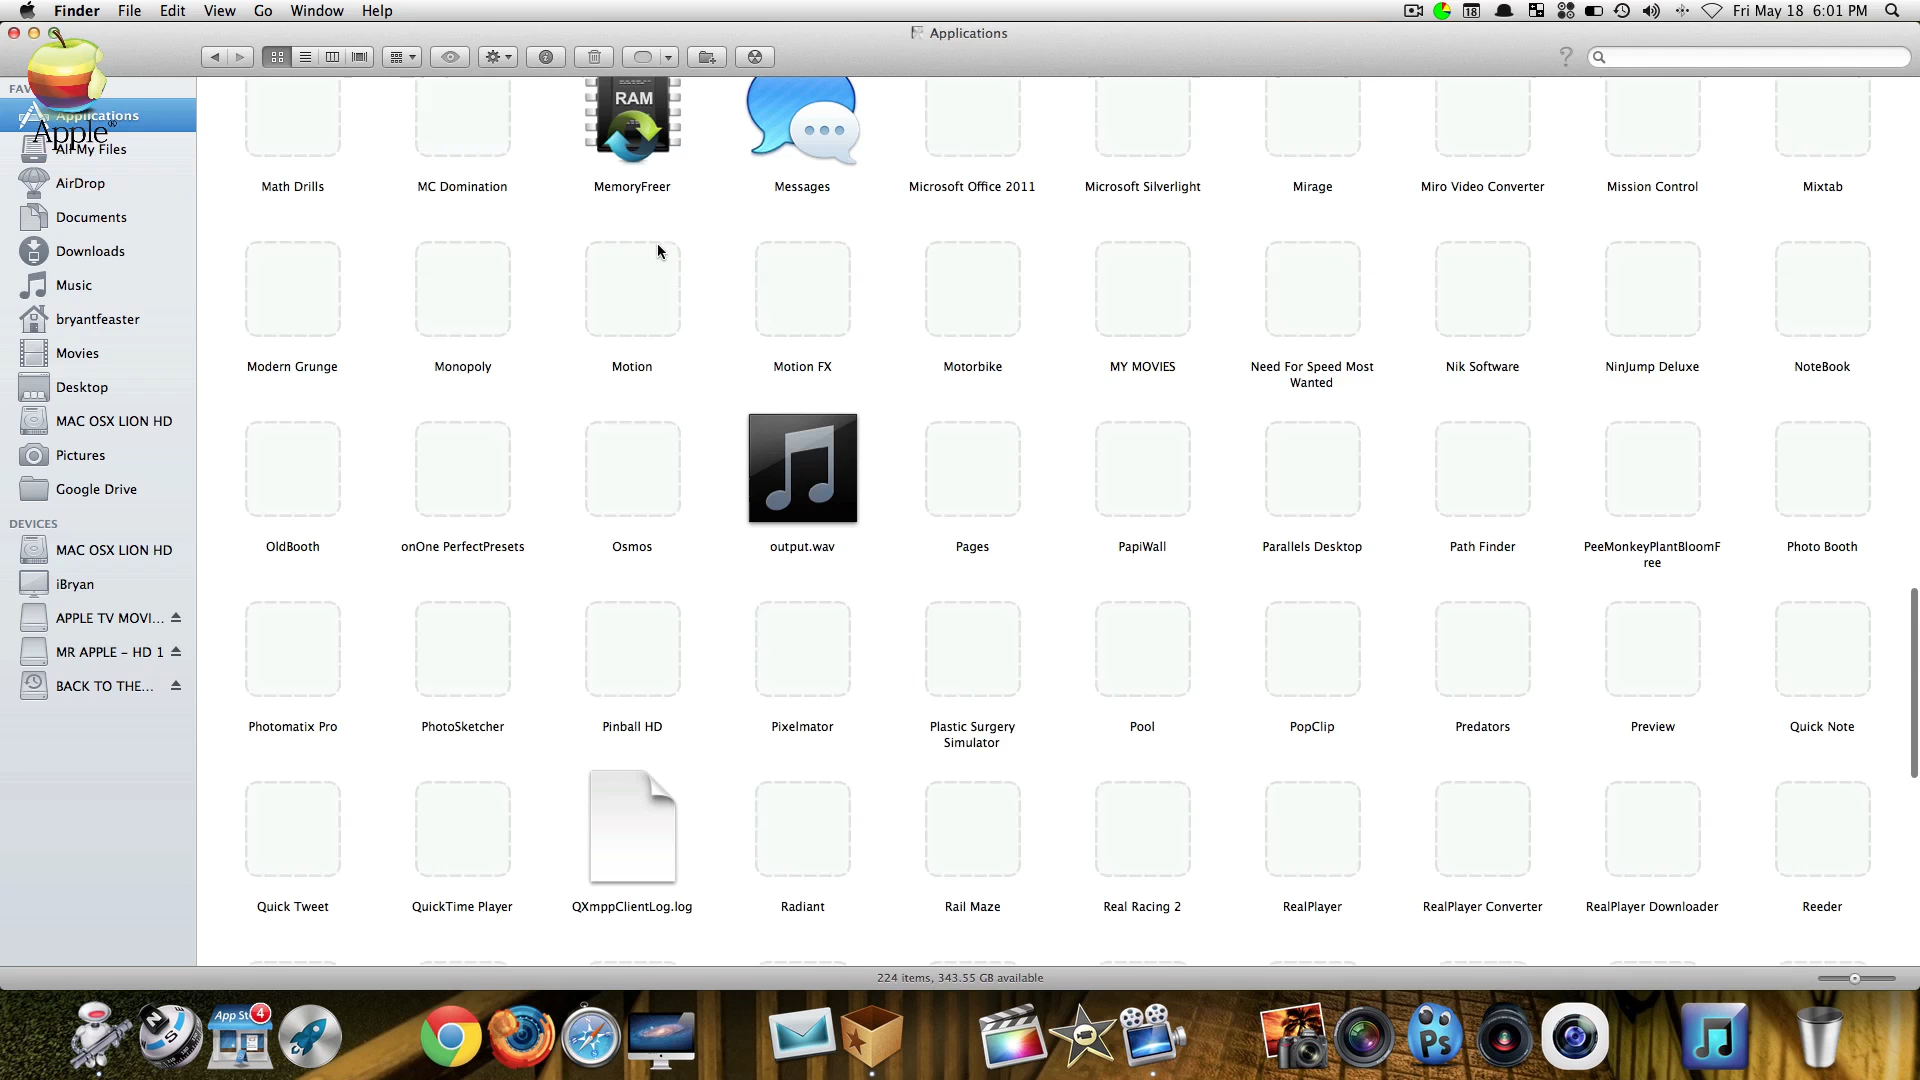 Finder File Edit View Go Window Help
18 Fri May 18 6:01 PM
Applications
?
FAV
Applications
Apple
All My Files
AirDrop
Documents
Downloads
Music
bryantfeaster
Movies
Desktop
MAC OSX LION HD
Pictures
Google Drive
DEVICES
MAC OSX LION HD
iBryan
APPLE TV MOVI...
MR APPLE – HD 1
BACK TO THE...
RAM
Math Drills MC Domination MemoryFreer Messages Microsoft Office 2011 Microsoft Silverlight Mirage Miro Video Converter Mission Control Mixtab
Modern Grunge Monopoly Motion Motion FX Motorbike MY MOVIES Need For Speed Most Wanted Nik Software NinJump Deluxe NoteBook
OldBooth onOne PerfectPresets Osmos output.wav Pages PapiWall Parallels Desktop Path Finder PeeMonkeyPlantBloomFree Photo Booth
Photomatix Pro PhotoSketcher Pinball HD Pixelmator Plastic Surgery Simulator Pool PopClip Predators Preview Quick Note
Quick Tweet QuickTime Player QXmppClientLog.log Radiant Rail Maze Real Racing 2 RealPlayer RealPlayer Converter RealPlayer Downloader Reeder
224 items, 343.55 GB available
N S App St 4 Ps